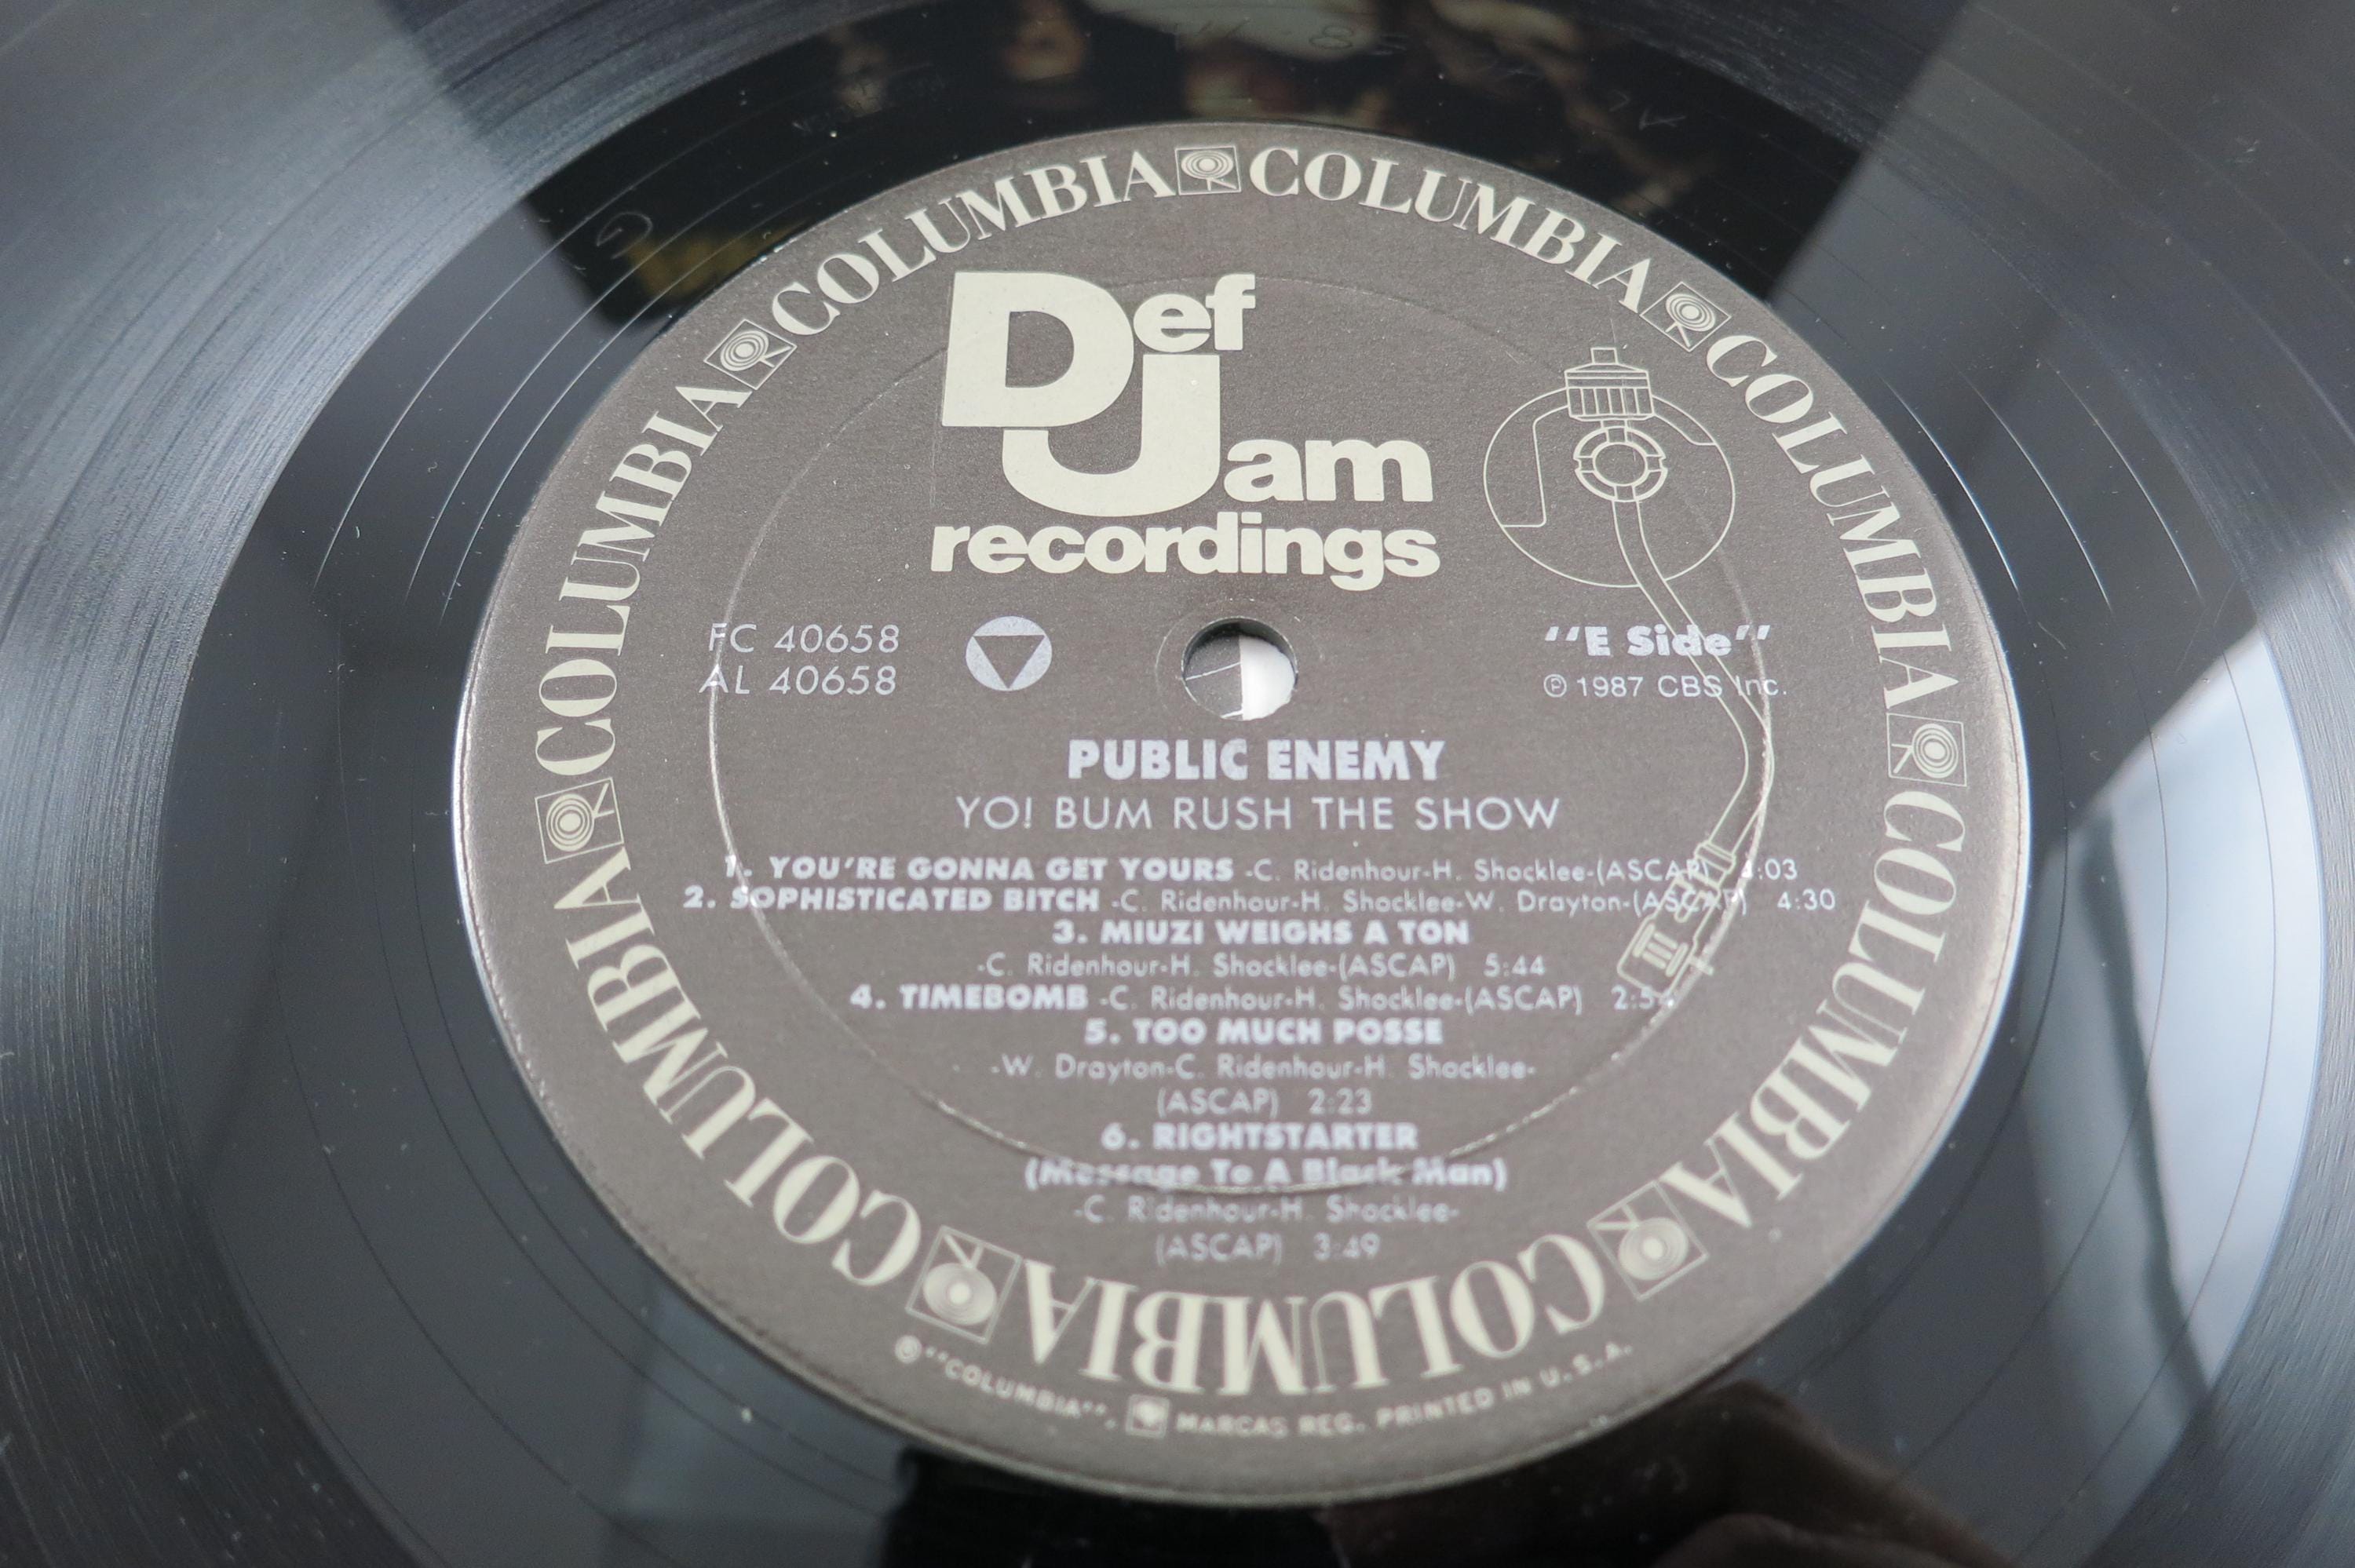 COLUMBIA COLUMBIA COLUMBIA COLUMBIA COLUMBIA COLUMBIA COLUMBIA COLUMBIA
Def
Jam
recordings
FC 40658
AL 40658
"E Side"
℗ 1987 CBS Inc.
PUBLIC ENEMY
YO! BUM RUSH THE SHOW
1. YOU'RE GONNA GET YOURS -C. Ridenhour-H. Shocklee-(ASCAP) 4:03
2. SOPHISTICATED BITCH -C. Ridenhour-H. Shocklee-W. Drayton-(ASCAP) 4:30
3. MIUZI WEIGHS A TON
-C. Ridenhour-H. Shocklee-(ASCAP) 5:44
4. TIMEBOMB -C. Ridenhour-H. Shocklee-(ASCAP)
5. TOO MUCH POSSE
-W. Drayton-C. Ridenhour-H. Shocklee-
(ASCAP) 2:23
6. RIGHTSTARTER
(Message To A Black Man)
-C. Ridenhour-H. Shocklee-
(ASCAP) 3:49
® "COLUMBIA", MARCAS REG. PRINTED IN U.S.A.